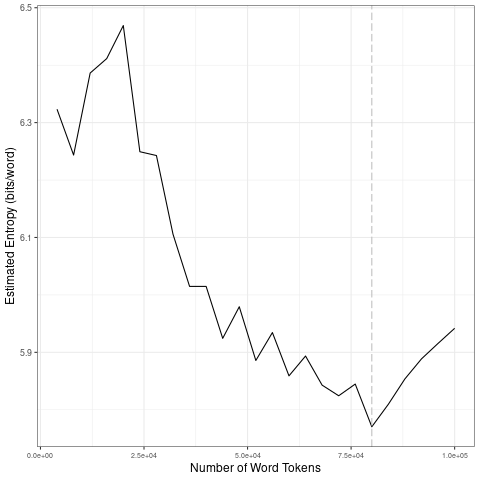 6.5
6.3
6.1
5.9
Estimated Entropy (bits/word)
0.0e+00 2.5e+04 5.0e+04 7.5e+04 1.0e+05
Number of Word Tokens